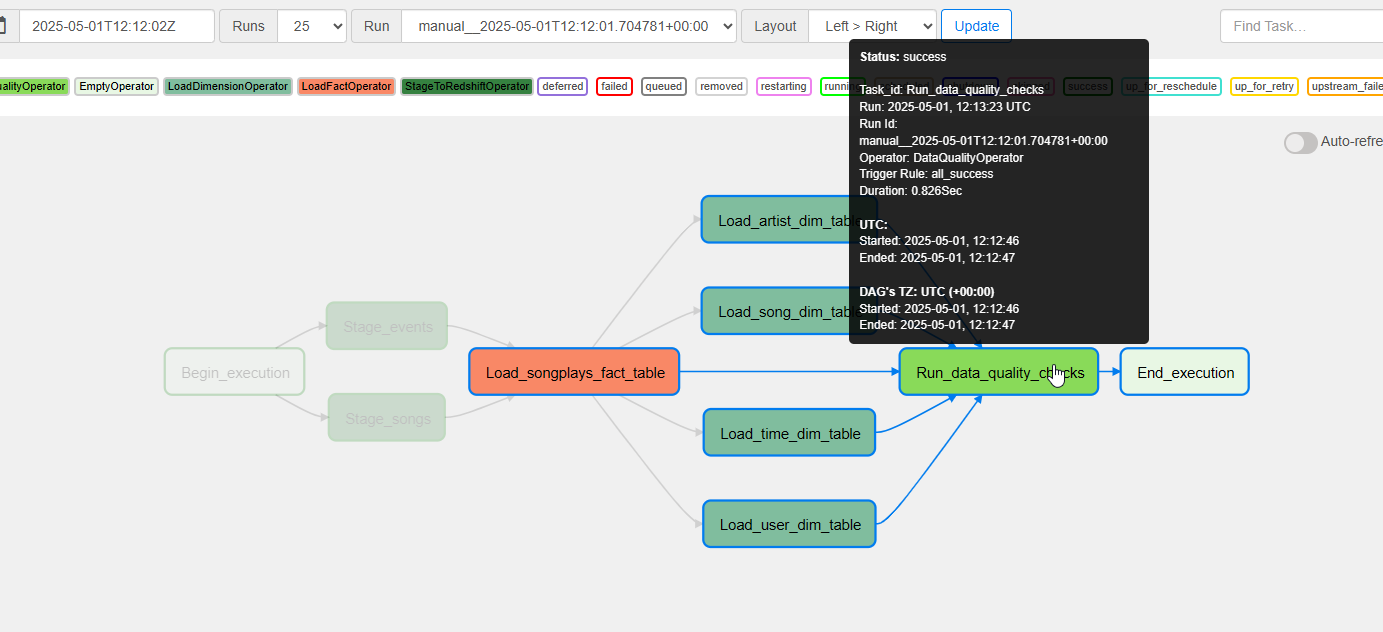 2025-05-01T12:12:02Z Runs 25 Run manual__2025-05-01T12:12:01.704781+00:00 Layout Left > Right Update Find Task...
alityOperator EmptyOperator LoadDimensionOperator LoadFactOperator StageToRedshiftOperator deferred failed queued removed restarting success up_for_reschedule up_for_retry
Auto-refre
Status: success
Task_id: Run_data_quality_checks
Run: 2025-05-01, 12:13:23 UTC
Run Id:
manual__2025-05-01T12:12:01.704781+00:00
Operator: DataQualityOperator
Trigger Rule: all_success
Duration: 0.826Sec
UTC:
Started: 2025-05-01, 12:12:46
Ended: 2025-05-01, 12:12:47
DAG's TZ: UTC (+00:00)
Started: 2025-05-01, 12:12:46
Ended: 2025-05-01, 12:12:47
Begin_execution
Stage_events
Stage_songs
Load_songplays_fact_table
Load_artist_dim_table
Load_song_dim_table
Load_time_dim_table
Load_user_dim_table
Run_data_quality_checks
End_execution